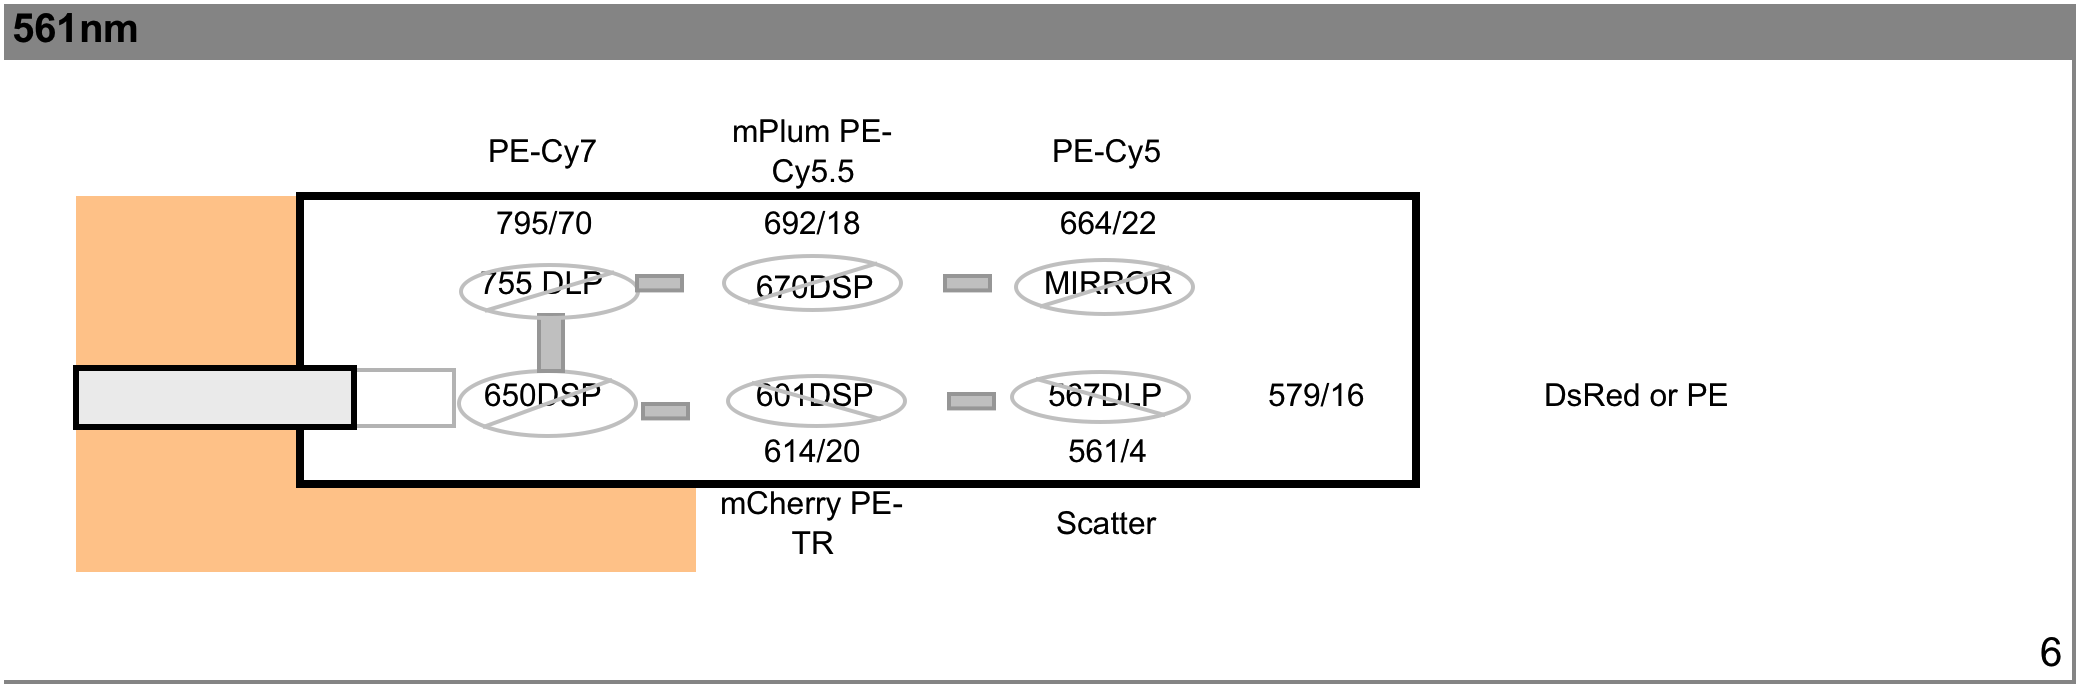 561nm
PE-Cy7
mPlum PE-
Cy5.5
PE-Cy5
795/70
692/18
664/22
755 DLP
670DSP
MIRROR
650DSP
601DSP
567DLP
579/16
DsRed or PE
614/20
561/4
mCherry PE-
TR
Scatter
6